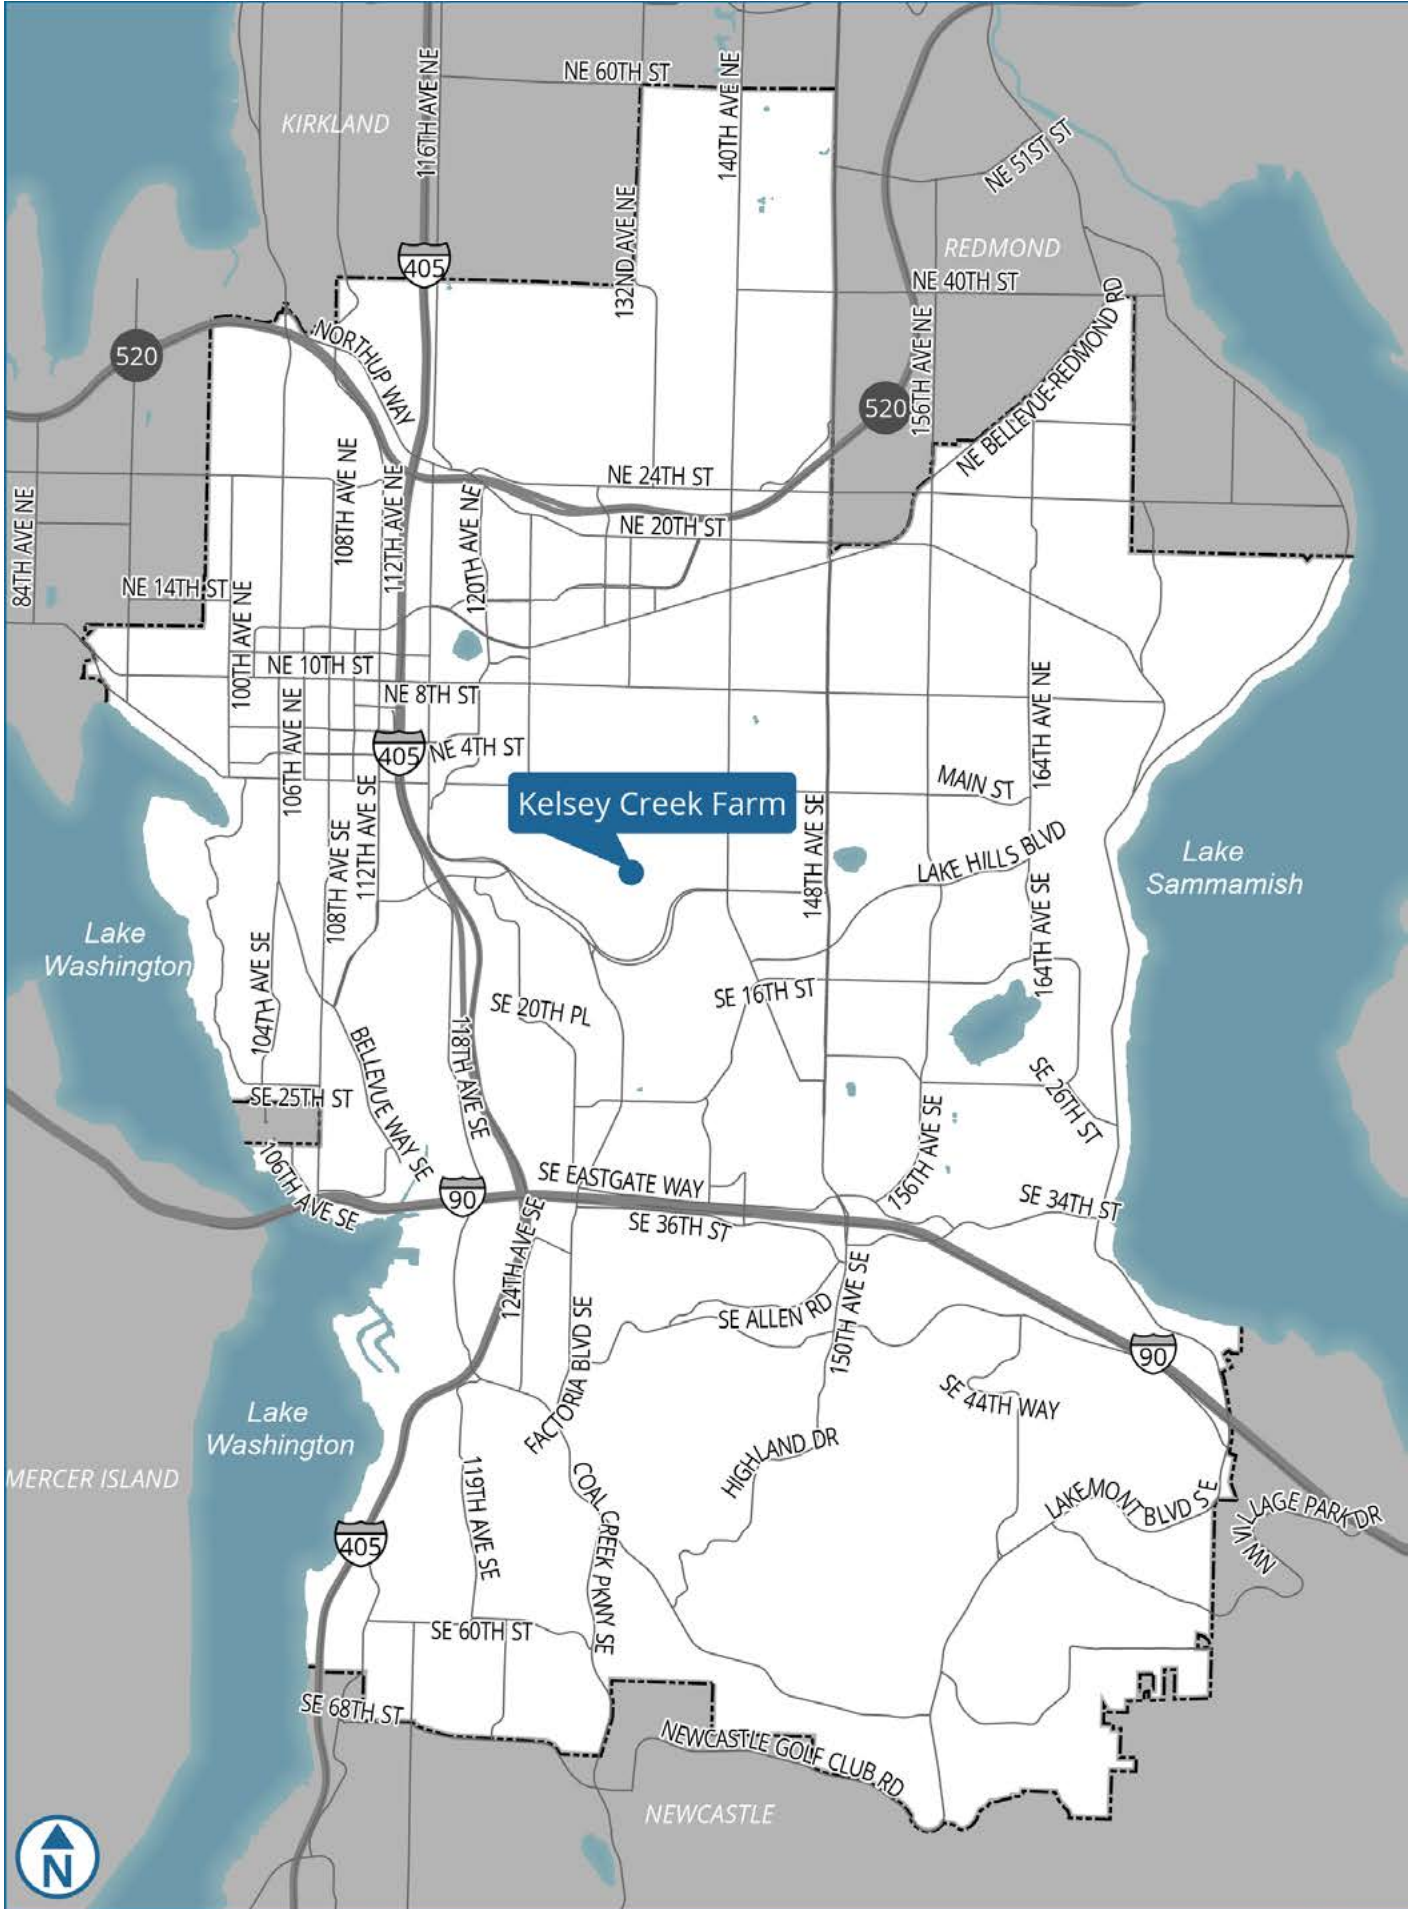 NE 60TH ST
116TH AVE NE
140TH AVE NE
KIRKLAND
NE 51ST ST
132ND AVE NE
REDMOND
405
NE 40TH ST
NORTHUP WAY
520
156TH AVE NE
NE BELLEVUE-REDMOND RD
520
108TH AVE NE
112TH AVE NE
NE 24TH ST
84TH AVE NE
120TH AVE NE
NE 20TH ST
NE 14TH ST
100TH AVE NE
NE 10TH ST
NE 8TH ST
106TH AVE NE
164TH AVE NE
405
NE 4TH ST
MAIN ST
Kelsey Creek Farm
112TH AVE SE
108TH AVE SE
148TH AVE SE
LAKE HILLS BLVD
Lake
Sammamish
164TH AVE SE
Lake
Washington
104TH AVE SE
SE 20TH PL
SE 16TH ST
118TH AVE SE
BELLEVUE WAY SE
SE 25TH ST
SE 26TH ST
156TH AVE SE
106TH AVE SE
90
SE EASTGATE WAY
SE 34TH ST
SE 36TH ST
124TH AVE SE
150TH AVE SE
SE ALLEN RD
FACTORIA BLVD SE
90
SE 44TH WAY
Lake
Washington
HIGHLAND DR
MERCER ISLAND
119TH AVE SE
COAL CREEK PKWY SE
LAKEMONT BLVD SE
NW VILLAGE PARK DR
405
SE 60TH ST
SE 68TH ST
NEWCASTLE GOLF CLUB RD
NEWCASTLE
N